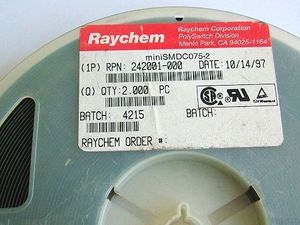 Raychem
Raychem Corporation
PolySwitch Division
Menlo Park, CA 94025-1164
miniSMDC075-2
(1P) RPN: 242001-000 DATE: 10/14/97
(Q) QTY: 2.000 PC
BATCH: 4215 BATCH:
RAYCHEM ORDER #: